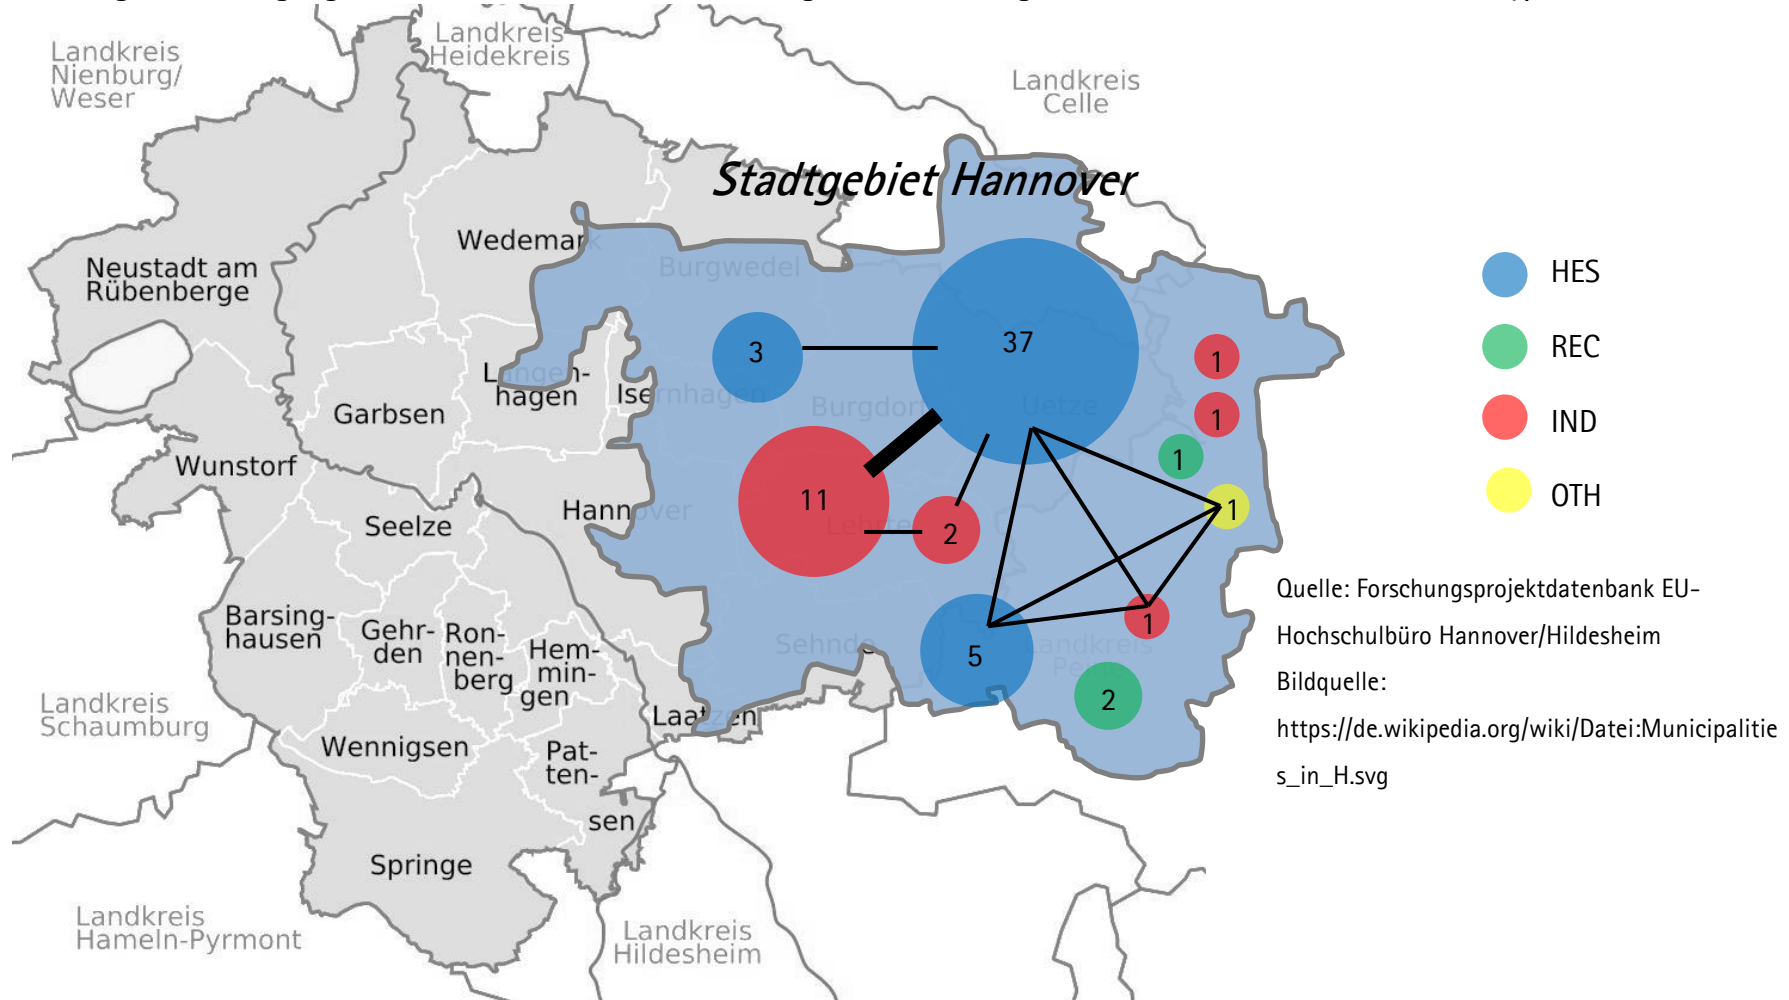 Landkreis
Nienburg/
Weser
Landkreis
Heidekreis
Landkreis
Celle
Stadtgebiet Hannover
Wedemark
Burgwedel
Neustadt am
Rübenberge
37
3
HES
REC
IND
OTH
1
1
1
1
Langen-
hagen
Isernhagen
Burgdorf
Uetze
Garbsen
Wunstorf
11
Hannover
Lehrte
2
Seelze
Barsing-
hausen
Gehr-
den
Ron-
nen-
berg
Hem-
min-
gen
Sehnde
5
1
Landkreis
Peine
2
Laatzen
Landkreis
Schaumburg
Wennigsen
Pat-
ten-
sen
Springe
Landkreis
Hameln-Pyrmont
Landkreis
Hildesheim
Quelle: Forschungsprojektdatenbank EU-
Hochschulbüro Hannover/Hildesheim
Bildquelle:
https://de.wikipedia.org/wiki/Datei:Municipalitie
s_in_H.svg